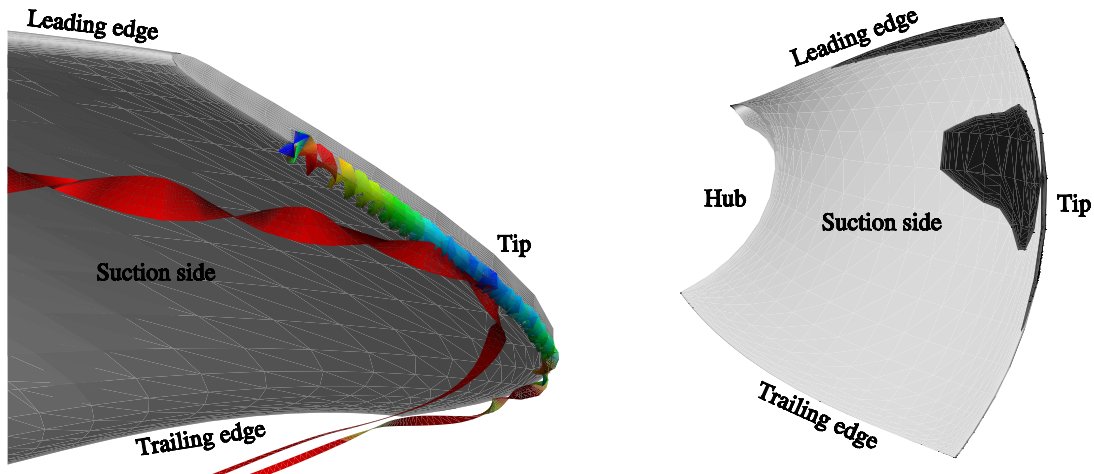 Leading edge
Tip
Suction side
Trailing edge
Leading edge
Hub
Suction side
Tip
Trailing edge